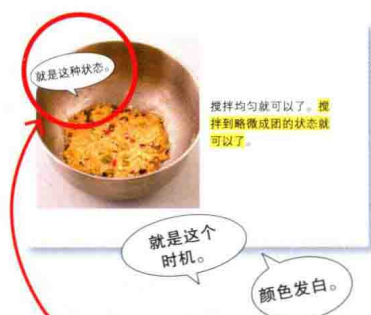 就是这种状态。
搅拌均匀就可以了。搅
拌到略微成团的状态就
可以了。
就是这个
时机。
颜色发白。